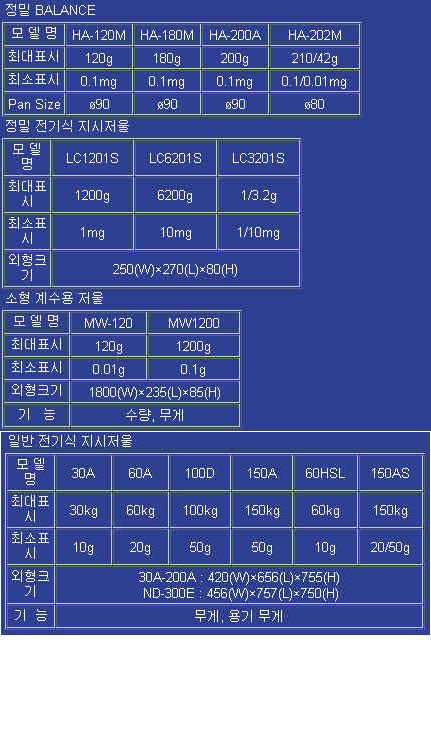 정밀 BALANCE
모 델 명 HA-120M HA-180M HA-200A HA-202M
최대표시 120g 180g 200g 210/42g
최소표시 0.1mg 0.1mg 0.1mg 0.1/0.01mg
Pan Size ø90 ø90 ø90 ø80
정밀 전기식 지시저울
모 델
명 LC1201S LC6201S LC3201S
최대표
시 1200g 6200g 1/3.2g
최소표
시 1mg 10mg 1/10mg
외형크
기 250(W)×270(L)×80(H)
소형 계수용 저울
모 델 명 MW-120 MW1200
최대표시 120g 1200g
최소표시 0.01g 0.1g
외형크기 1800(W)×235(L)×85(H)
기 능 수량, 무게
일반 전기식 지시저울
모 델
명 30A 60A 100D 150A 60HSL 150AS
최대표
시 30kg 60kg 100kg 150kg 60kg 150kg
최소표
시 10g 20g 50g 50g 10g 20/50g
외형크
기 30A-200A : 420(W)×656(L)×755(H)
ND-300E : 456(W)×757(L)×750(H)
기 능 무게, 용기 무게